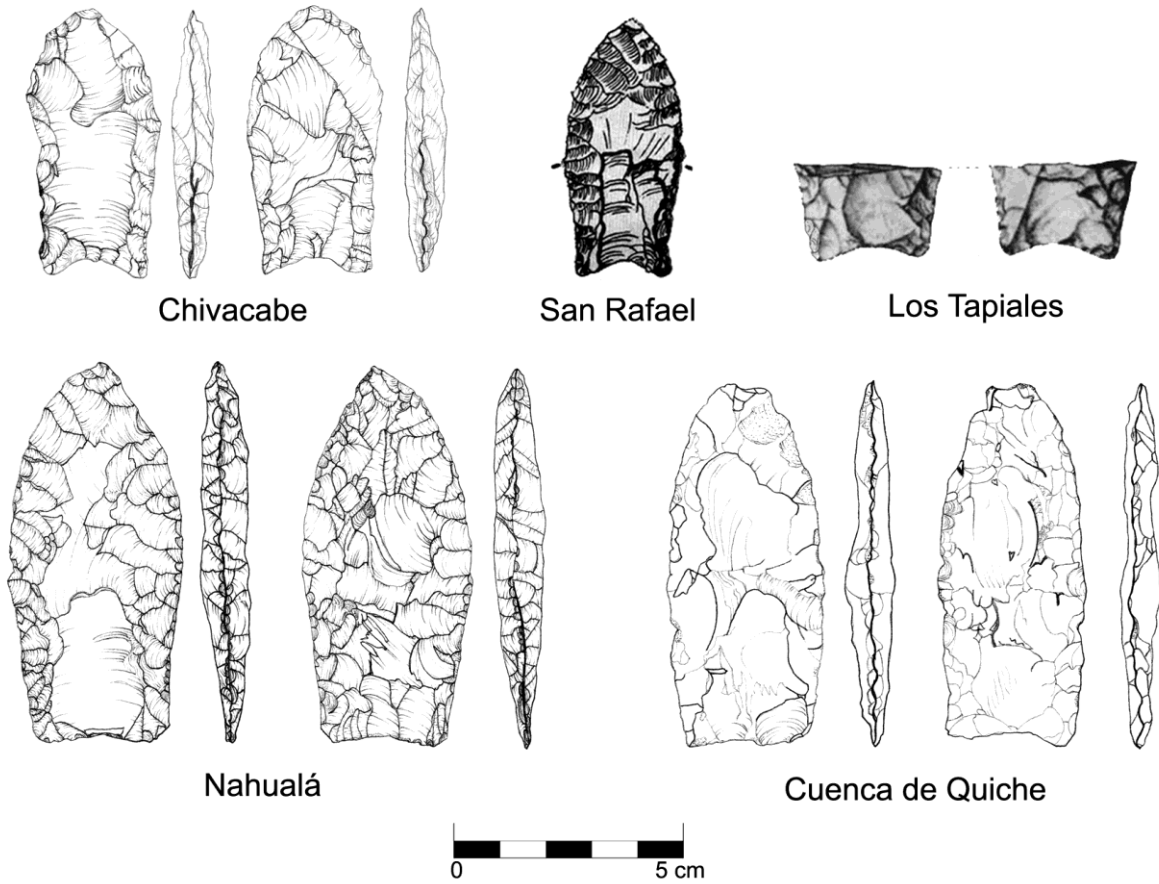 Chivacabe
San Rafael
Los Tapiales
Nahualá
Cuenca de Quiche
0 5 cm